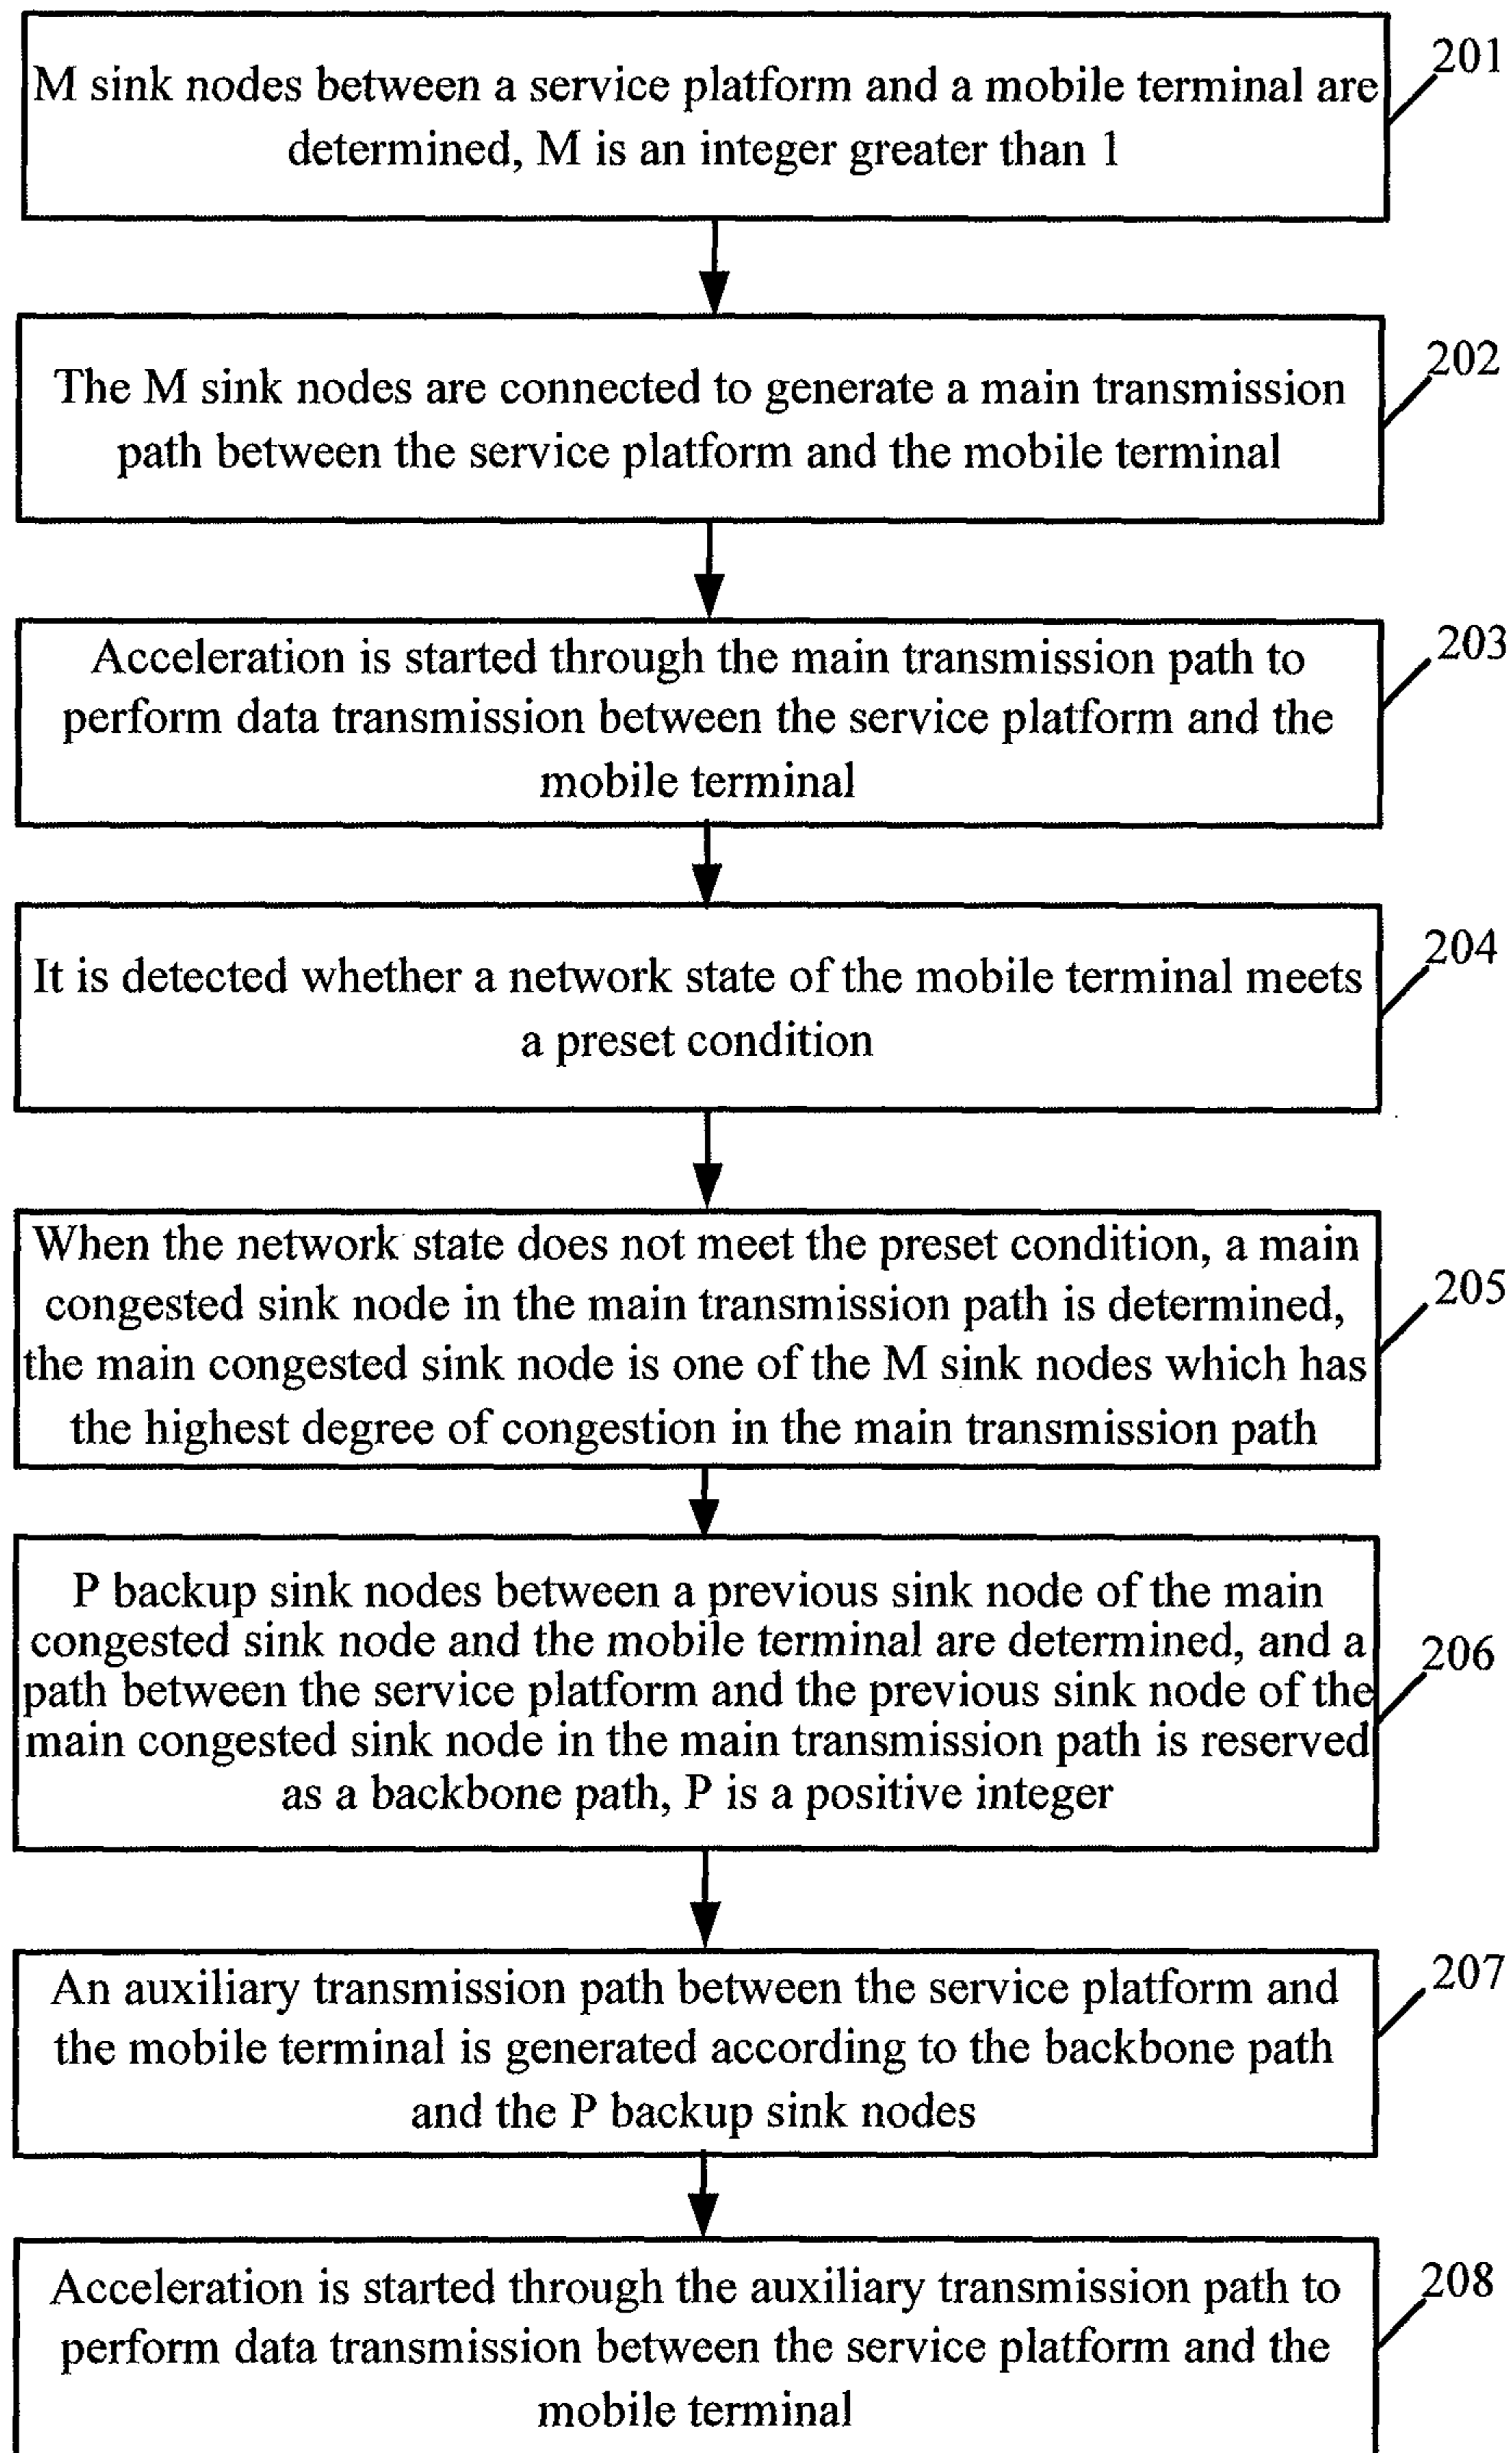 M sink nodes between a service platform and a mobile terminal are
determined, M is an integer greater than 1
201
The M sink nodes are connected to generate a main transmission
path between the service platform and the mobile terminal
202
Acceleration is started through the main transmission path to
perform data transmission between the service platform and the
mobile terminal
203
It is detected whether a network state of the mobile terminal meets
a preset condition
204
When the network state does not meet the preset condition, a main
congested sink node in the main transmission path is determined,
the main congested sink node is one of the M sink nodes which has
the highest degree of congestion in the main transmission path
205
P backup sink nodes between a previous sink node of the main
congested sink node and the mobile terminal are determined, and a
path between the service platform and the previous sink node of the
main congested sink node in the main transmission path is reserved
as a backbone path, P is a positive integer
206
An auxiliary transmission path between the service platform and
the mobile terminal is generated according to the backbone path
and the P backup sink nodes
207
Acceleration is started through the auxiliary transmission path to
perform data transmission between the service platform and the
mobile terminal
208